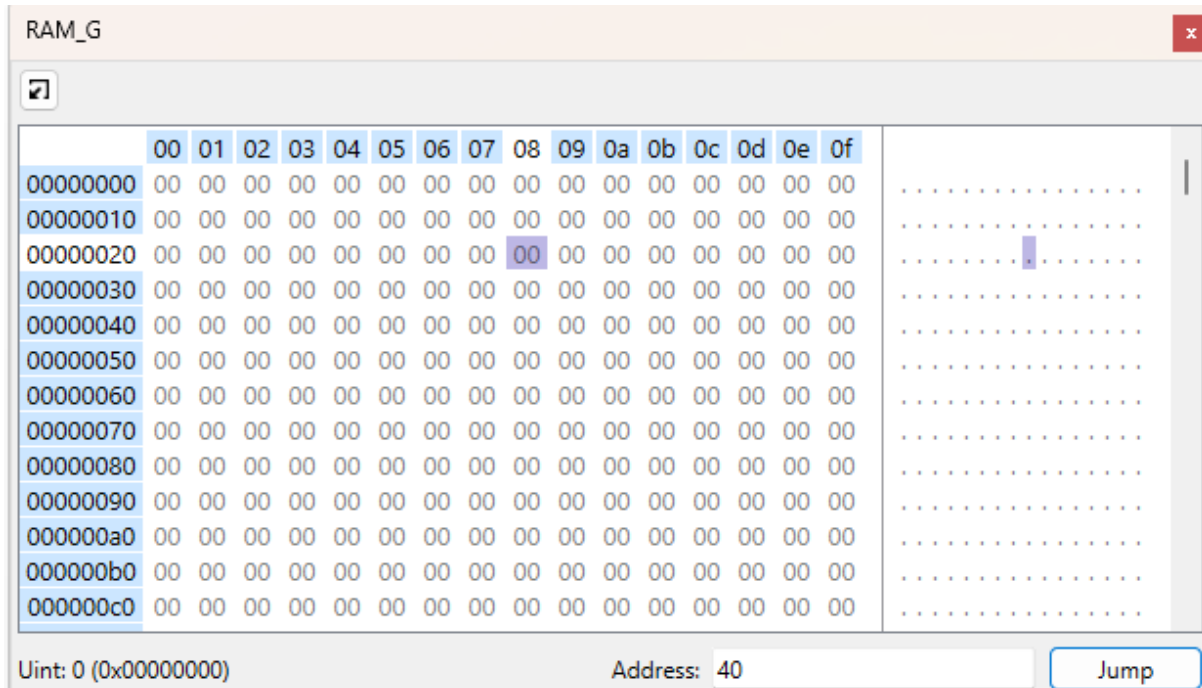 RAM_G
x
00 01 02 03 04 05 06 07 08 09 0a 0b 0c 0d 0e 0f
00000000 00 00 00 00 00 00 00 00 00 00 00 00 00 00 00 00 ................
00000010 00 00 00 00 00 00 00 00 00 00 00 00 00 00 00 00 ................
00000020 00 00 00 00 00 00 00 00 00 00 00 00 00 00 00 00 ................
00000030 00 00 00 00 00 00 00 00 00 00 00 00 00 00 00 00 ................
00000040 00 00 00 00 00 00 00 00 00 00 00 00 00 00 00 00 ................
00000050 00 00 00 00 00 00 00 00 00 00 00 00 00 00 00 00 ................
00000060 00 00 00 00 00 00 00 00 00 00 00 00 00 00 00 00 ................
00000070 00 00 00 00 00 00 00 00 00 00 00 00 00 00 00 00 ................
00000080 00 00 00 00 00 00 00 00 00 00 00 00 00 00 00 00 ................
00000090 00 00 00 00 00 00 00 00 00 00 00 00 00 00 00 00 ................
000000a0 00 00 00 00 00 00 00 00 00 00 00 00 00 00 00 00 ................
000000b0 00 00 00 00 00 00 00 00 00 00 00 00 00 00 00 00 ................
000000c0 00 00 00 00 00 00 00 00 00 00 00 00 00 00 00 00 ................
Uint: 0 (0x00000000) Address: 40 Jump